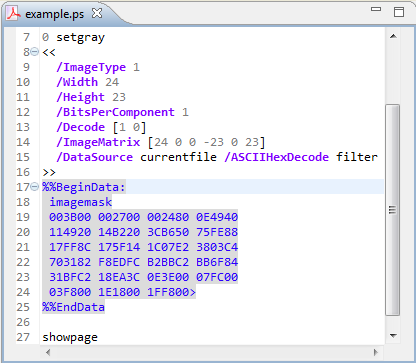 example.ps
7 0 setgray
8 <<
9 /ImageType 1
10 /Width 24
11 /Height 23
12 /BitsPerComponent 1
13 /Decode [1 0]
14 /ImageMatrix [24 0 0 -23 0 23]
15 /DataSource currentfile /ASCIIHexDecode filter
16 >>
17 %%BeginData:
18 imagemask
19 003B00 002700 002480 0E4940
20 114920 14B220 3CB650 75FE88
21 17FF8C 175F14 1C07E2 3803C4
22 703182 F8EDFC B2BBC2 BB6F84
23 31BFC2 18EA3C 0E3E00 07FC00
24 03F800 1E1800 1FF800>
25 %%EndData
26
27 showpage